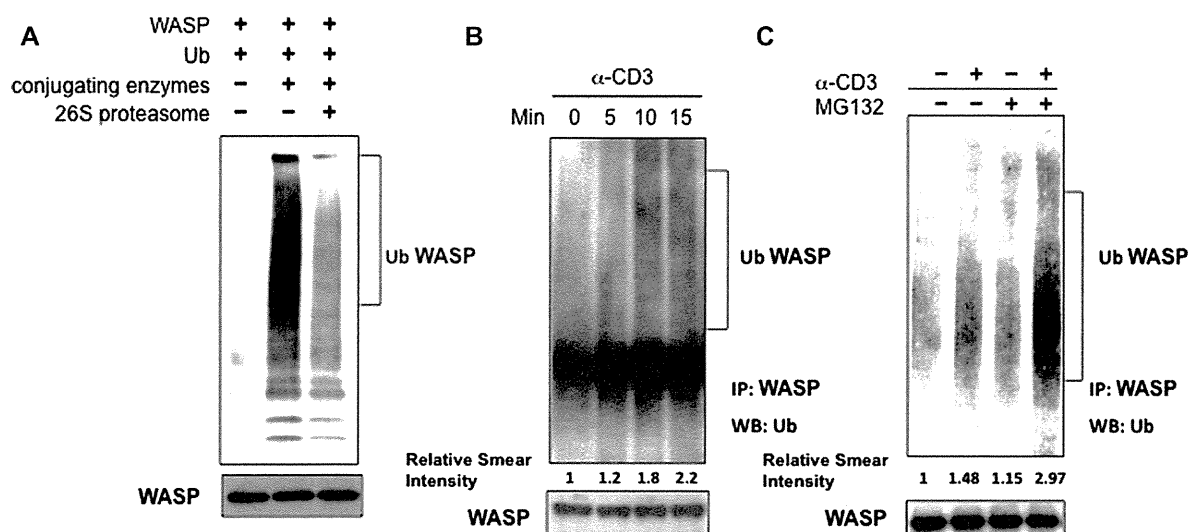 A
WASP + + +
Ub + + +
conjugating enzymes - + +
26S proteasome - - +
Ub WASP
WASP
B
α-CD3
Min 0 5 10 15
Ub WASP
IP: WASP
WB: Ub
Relative Smear
Intensity 1 1.2 1.8 2.2
WASP
C
α-CD3 - + - +
MG132 - - + +
Ub WASP
IP: WASP
WB: Ub
Relative Smear
Intensity 1 1.48 1.15 2.97
WASP